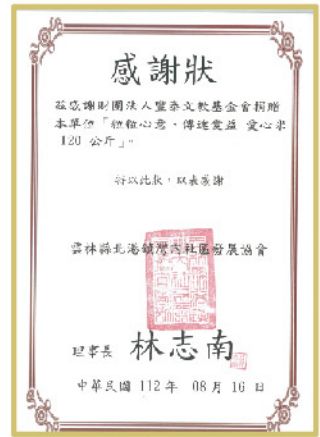 感謝狀
茲感謝財團法人豐泰文教基金會捐贈
本單位「粒粒心意、傳遞愛益 愛心米
120 公斤」。
特以此狀，以表感謝
雲林縣北港鎮灣內社區發展協會
理事長 林志南
中華民國 112 年 08 月 16 日